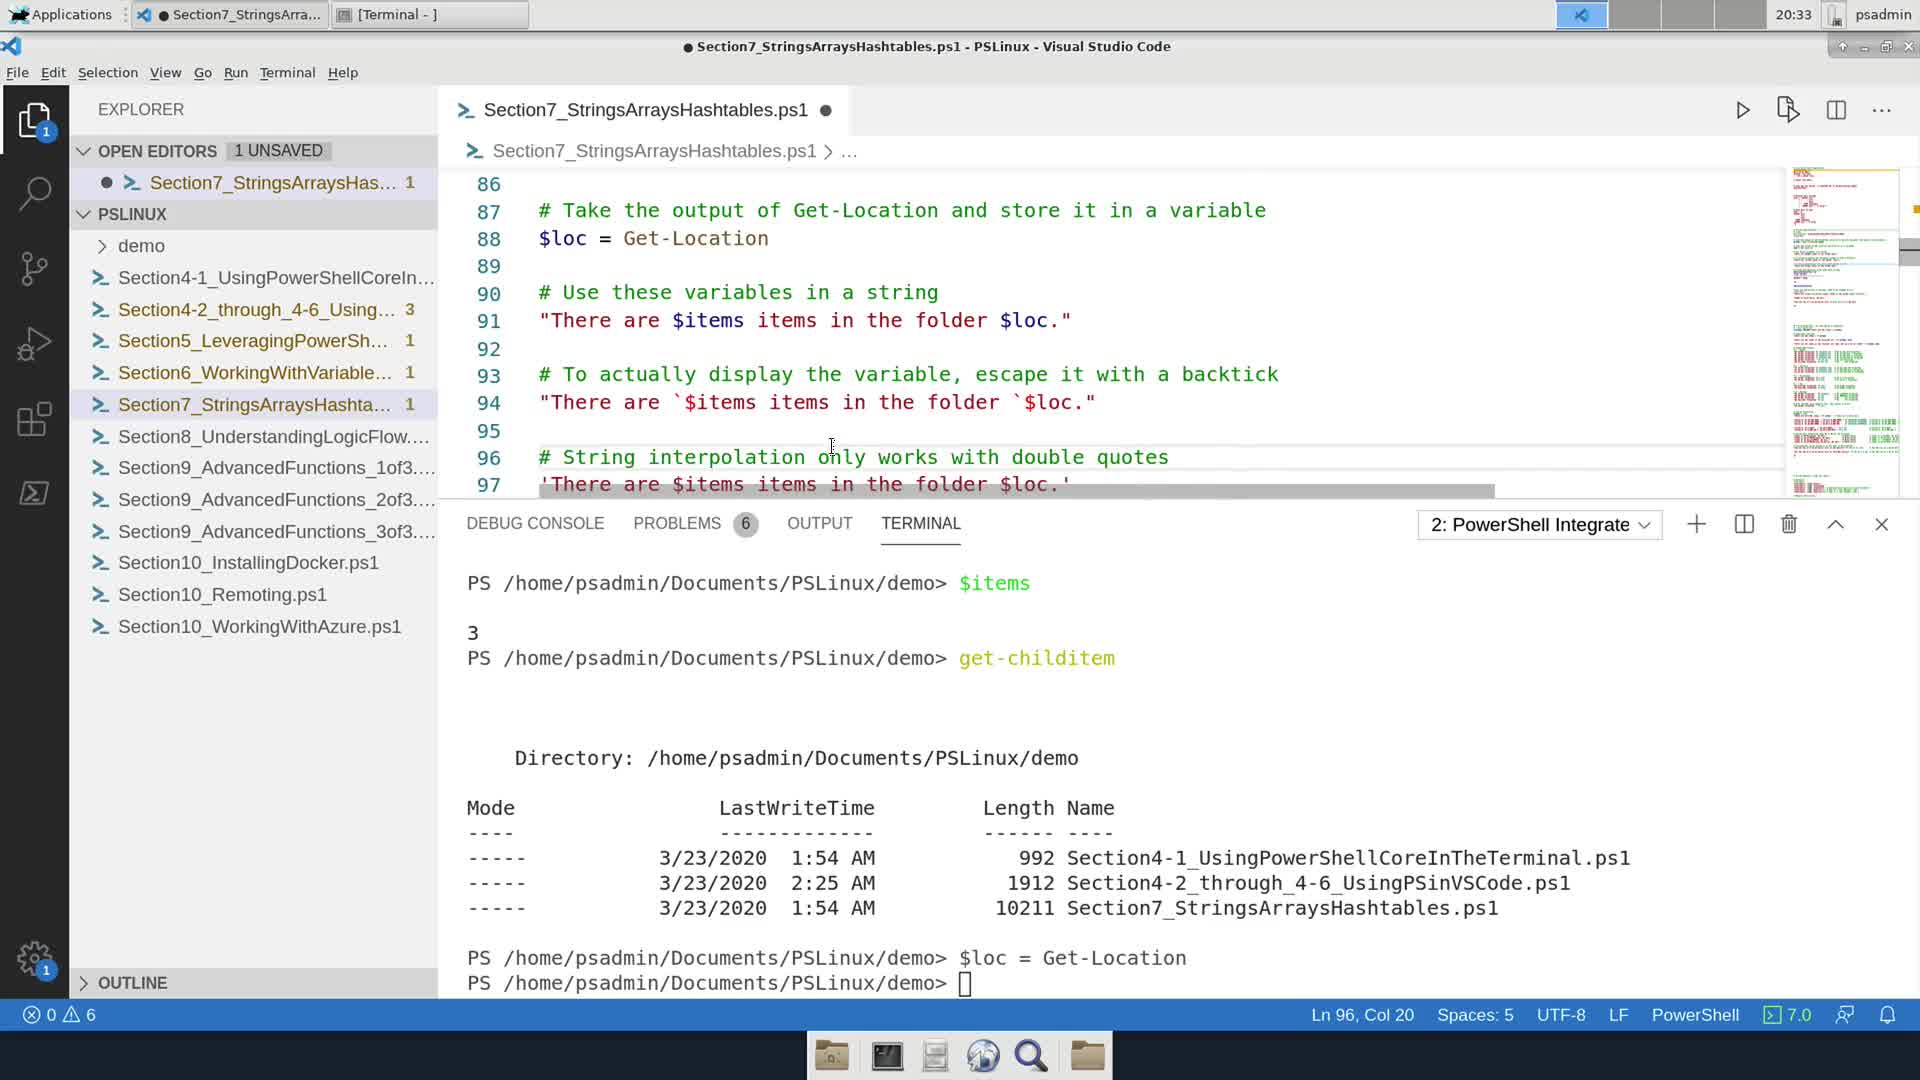 Applications
● Section7_StringsArra...
[Terminal - ]
20:33
psadmin
● Section7_StringsArraysHashtables.ps1 - PSLinux - Visual Studio Code
File Edit Selection View Go Run Terminal Help
1
EXPLORER
OPEN EDITORS 1 UNSAVED
● Section7_StringsArraysHas... 1
PSLINUX
demo
Section4-1_UsingPowerShellCoreIn...
Section4-2_through_4-6_Using... 3
Section5_LeveragingPowerSh... 1
Section6_WorkingWithVariable... 1
Section7_StringsArraysHashta... 1
Section8_UnderstandingLogicFlow....
Section9_AdvancedFunctions_1of3....
Section9_AdvancedFunctions_2of3....
Section9_AdvancedFunctions_3of3....
Section10_InstallingDocker.ps1
Section10_Remoting.ps1
Section10_WorkingWithAzure.ps1
OUTLINE
1
Section7_StringsArraysHashtables.ps1 ●
Section7_StringsArraysHashtables.ps1 > ...
86
87 # Take the output of Get-Location and store it in a variable
88 $loc = Get-Location
89
90 # Use these variables in a string
91 "There are $items items in the folder $loc."
92
93 # To actually display the variable, escape it with a backtick
94 "There are `$items items in the folder `$loc."
95
96 # String interpolation only works with double quotes
97 'There are $items items in the folder $loc.'
DEBUG CONSOLE PROBLEMS 6 OUTPUT TERMINAL
2: PowerShell Integrate
PS /home/psadmin/Documents/PSLinux/demo> $items
3
PS /home/psadmin/Documents/PSLinux/demo> get-childitem
Directory: /home/psadmin/Documents/PSLinux/demo
Mode LastWriteTime Length Name
---- ------------- ------ ----
----- 3/23/2020 1:54 AM 992 Section4-1_UsingPowerShellCoreInTheTerminal.ps1
----- 3/23/2020 2:25 AM 1912 Section4-2_through_4-6_UsingPSinVSCode.ps1
----- 3/23/2020 1:54 AM 10211 Section7_StringsArraysHashtables.ps1
PS /home/psadmin/Documents/PSLinux/demo> $loc = Get-Location
PS /home/psadmin/Documents/PSLinux/demo>
0 6
Ln 96, Col 20 Spaces: 5 UTF-8 LF PowerShell 7.0